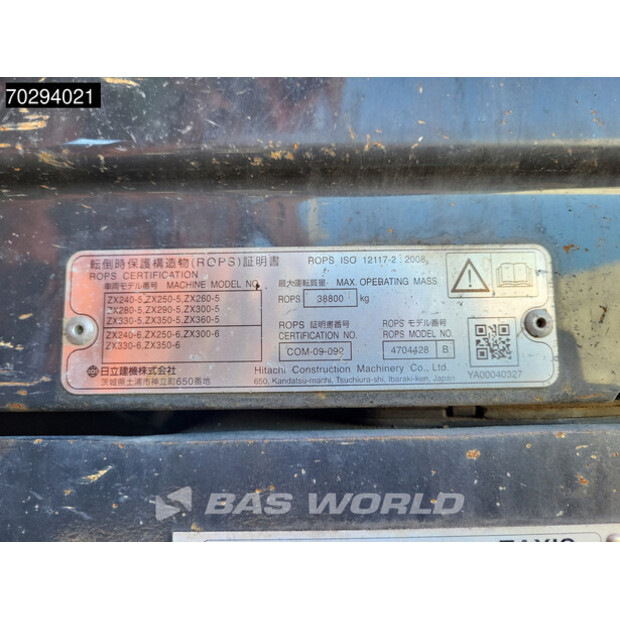 70294021
転倒時保護構造物(ROPS)証明書
ROPS CERTIFICATION
ROPS ISO 12117-2 : 2008
車両モデル番号 MACHINE MODEL NO.
ZX240-5,ZX250-5,ZX260-5
ZX280-5,ZX290-5,ZX300-5
ZX330-5,ZX350-5,ZX360-5
ZX240-6,ZX250-6,ZX300-6
ZX330-6,ZX350-6
最大運転質量 MAX. OPERATING MASS
ROPS 38800 kg
ROPS 証明書番号
CERTIFICATION NO.
COM-09-092
ROPS モデル番号
ROPS MODEL NO.
4704428 B
YA00040327
日立建機株式会社
茨城県土浦市神立町650番地
Hitachi Construction Machinery Co., Ltd.
650, Kandatsu-machi, Tsuchiura-shi, Ibaraki-ken, Japan
BAS WORLD